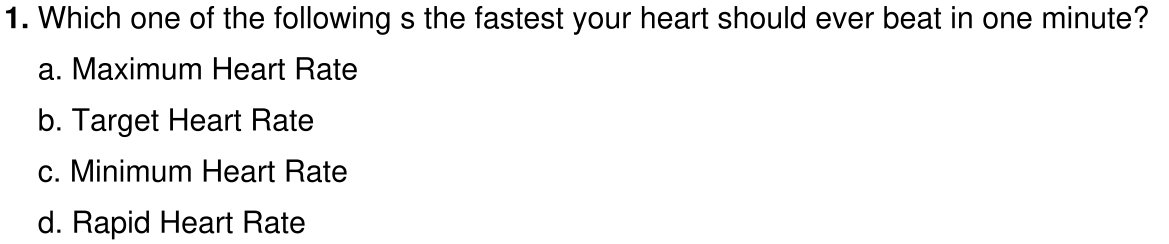 1. Which one of the following s the fastest your heart should ever beat in one minute?
a. Maximum Heart Rate
b. Target Heart Rate
c. Minimum Heart Rate
d. Rapid Heart Rate